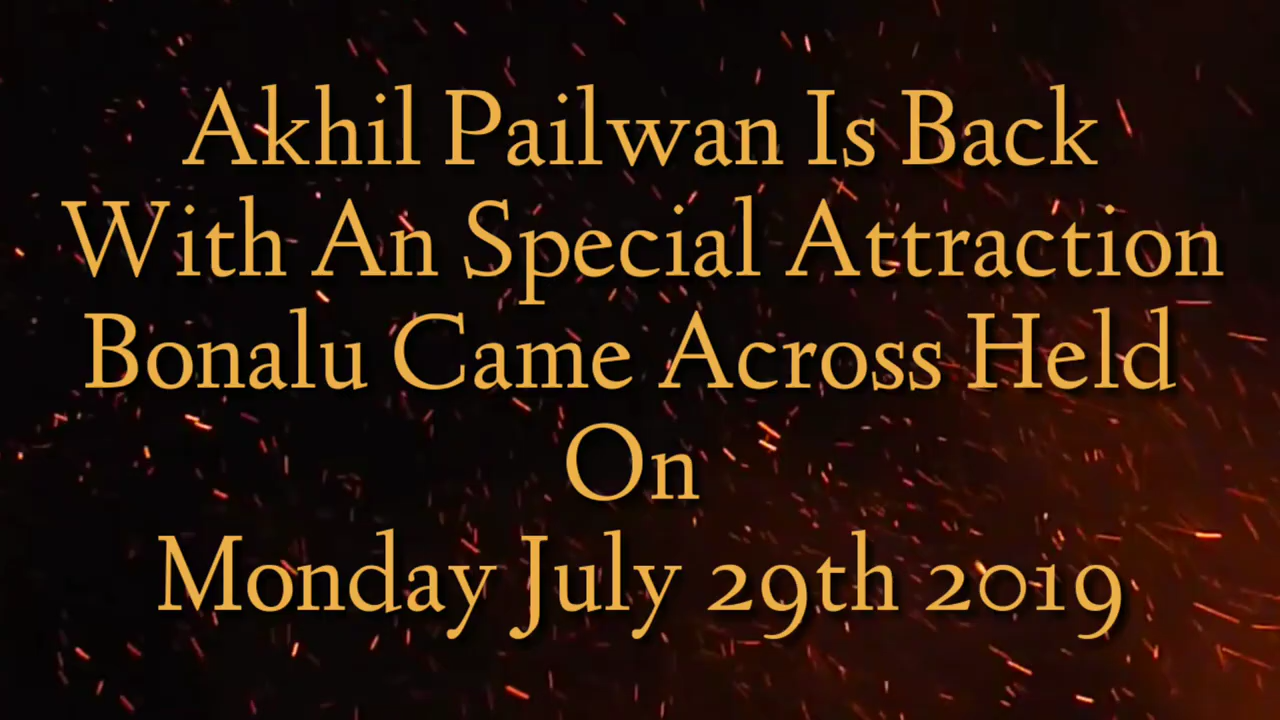 Akhil Pailwan Is Back
With An Special Attraction
Bonalu Came Across Held
On
Monday July 29th 2019